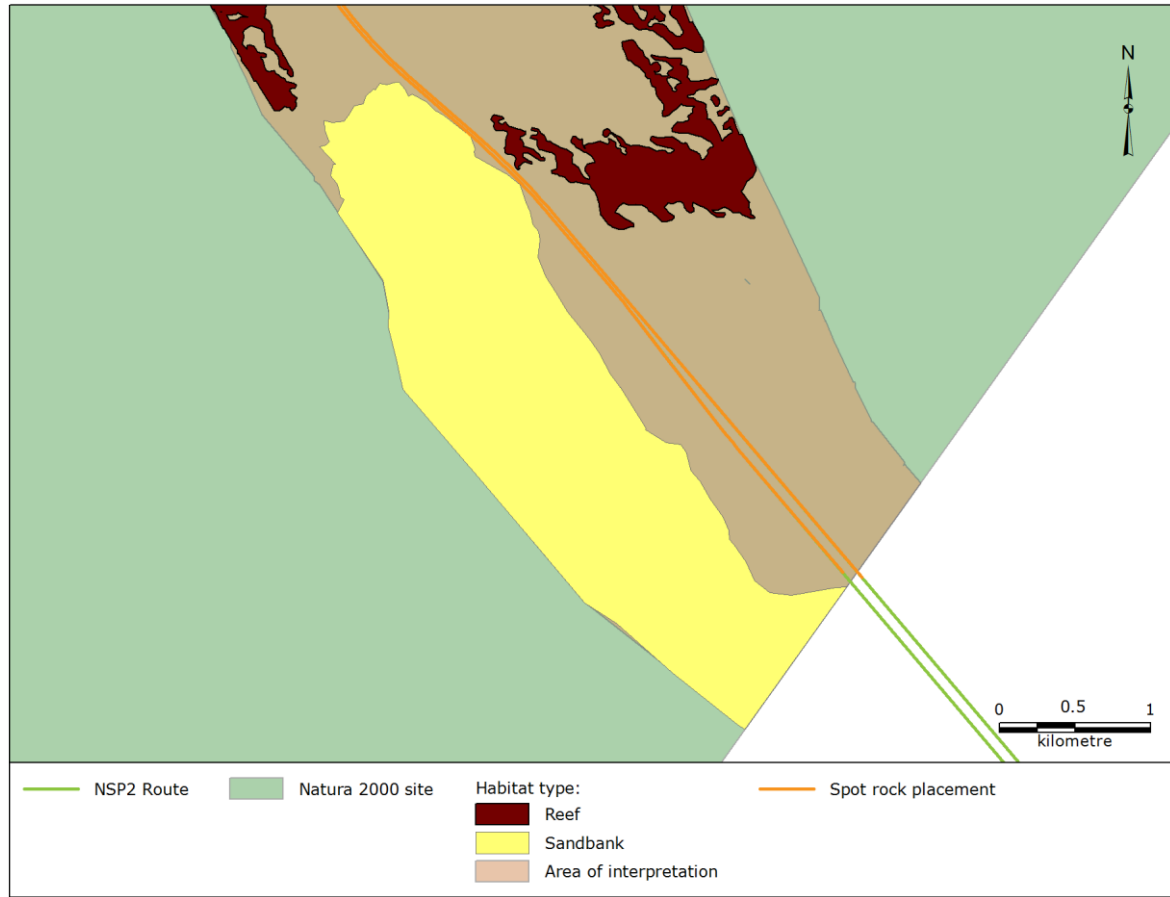 N
0 0.5 1
kilometre
NSP2 Route
Natura 2000 site
Habitat type:
Reef
Sandbank
Area of interpretation
Spot rock placement